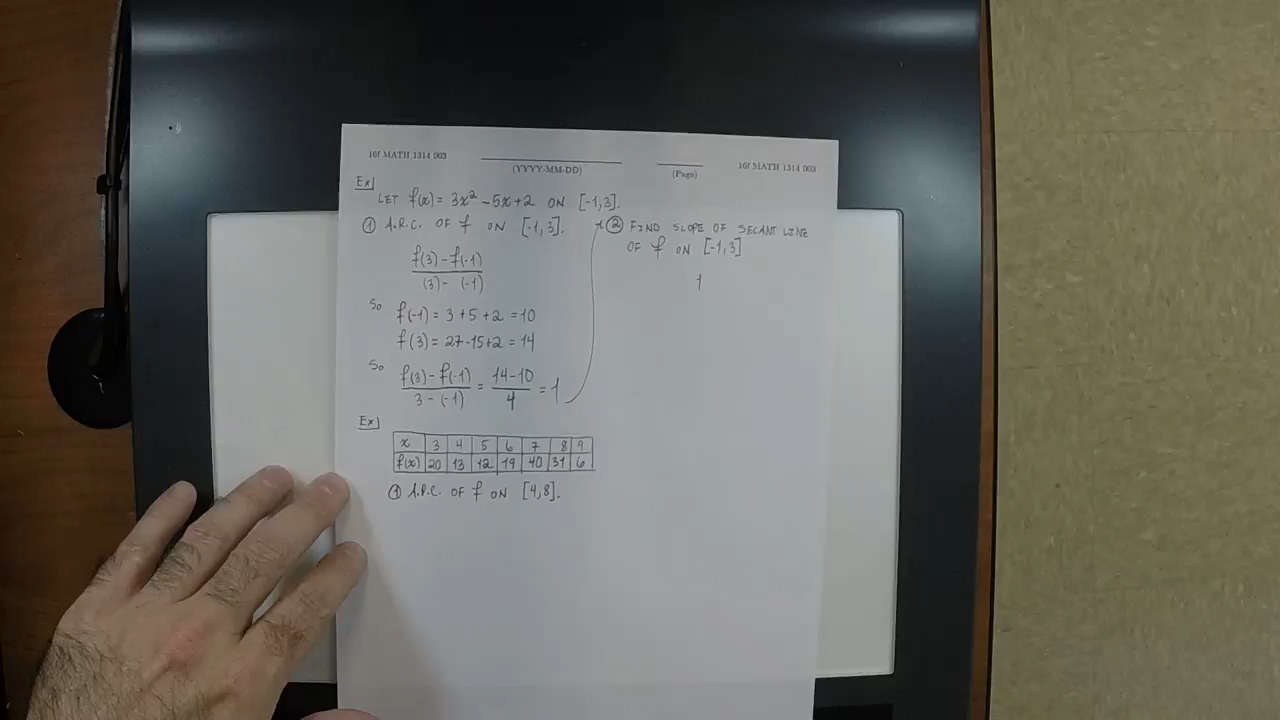 16f MATH 1314 003
(YYYY-MM-DD)
(Page)
16f MATH 1314 003
Ex]
LET f(x) = 3x² - 5x + 2 ON [-1,3].
① A.R.C. OF f ON [-1,3].
f(3) - f(-1)
(3) - (-1)
So
f(-1) = 3 + 5 + 2 = 10
f(3) = 27 - 15 + 2 = 14
So
f(3) - f(-1) / 3 - (-1) = 14 - 10 / 4 = 1
② FIND SLOPE OF SECANT LINE
OF f ON [-1,3]
1
Ex]
x 3 4 5 6 7 8 9
f(x) 20 13 12 19 40 31 6
① A.R.C. OF f ON [4,8].